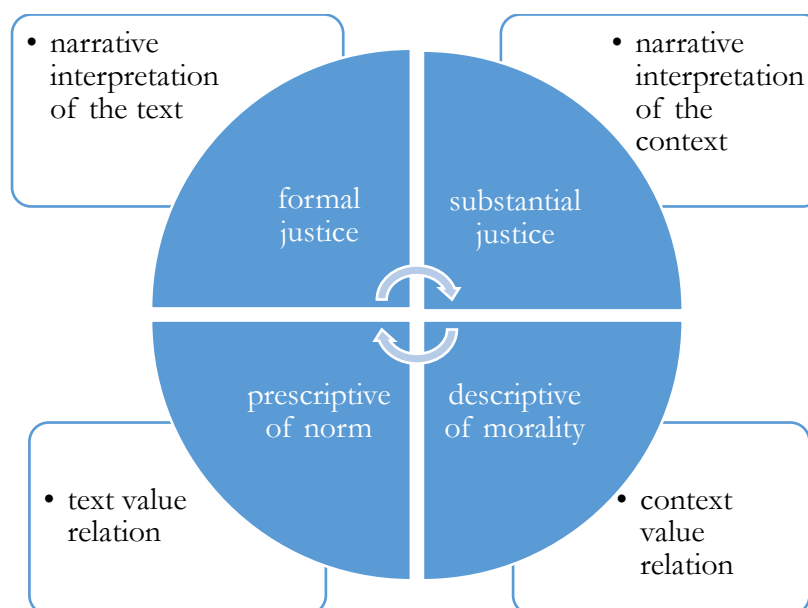 • narrative
interpretation
of the text
• narrative
interpretation
of the
context
formal
justice
substantial
justice
prescriptive
of norm
descriptive
of morality
• text value
relation
• context
value
relation